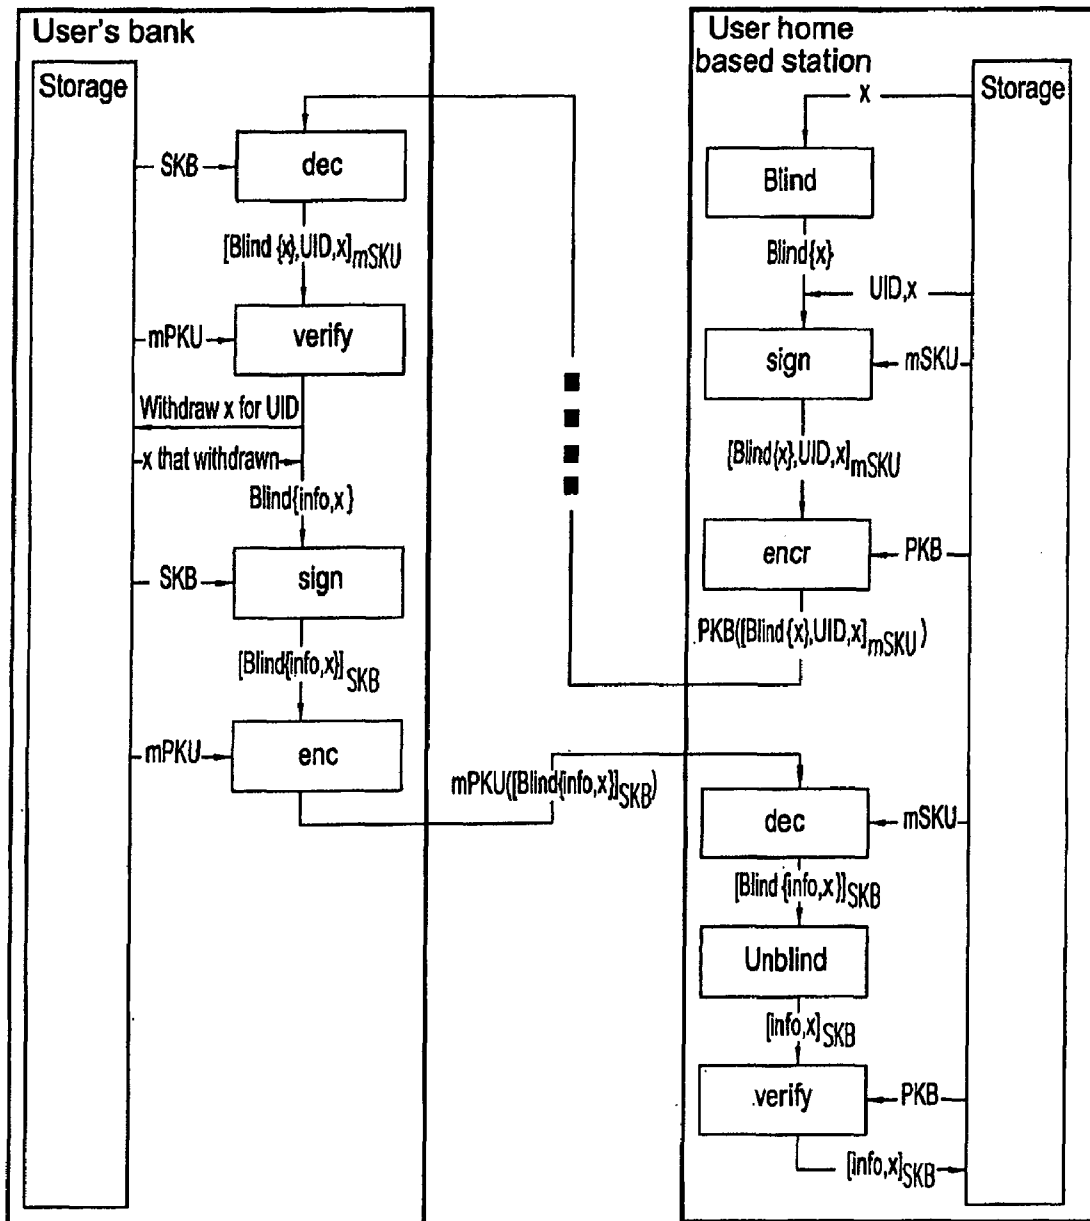 User's bank
Storage
SKB
dec
[Blind {x},UID,x]mSKU
mPKU
verify
Withdraw x for UID
x that withdrawn
Blind{info,x}
SKB
sign
[Blind{info,x}]SKB
mPKU
enc
mPKU([Blind{info,x}]SKB)
User home
based station
Storage
x
Blind
Blind{x}
UID,x
sign
mSKU
[Blind{x},UID,x]mSKU
encr
PKB
PKB([Blind{x},UID,x]mSKU)
dec
mSKU
[Blind{info,x}]SKB
Unblind
[info,x]SKB
verify
PKB
[info,x]SKB